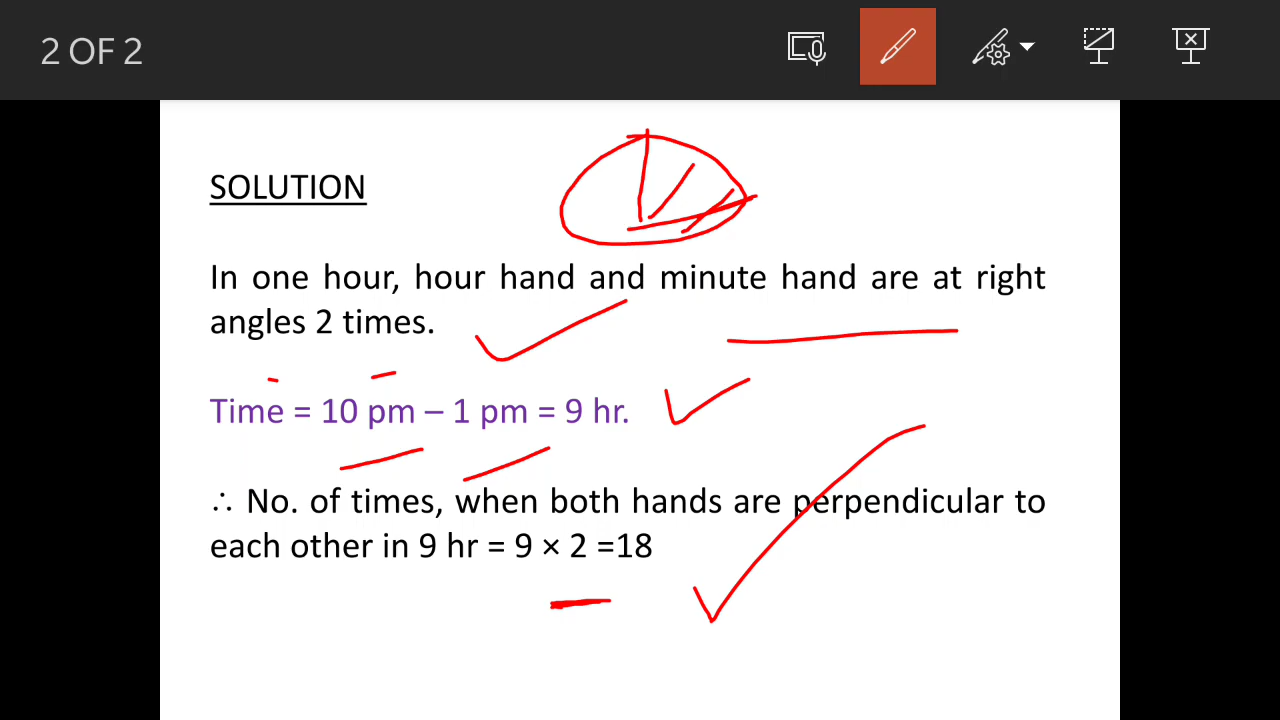 2 OF 2
SOLUTION
In one hour, hour hand and minute hand are at right
angles 2 times.
Time = 10 pm – 1 pm = 9 hr.
∴ No. of times, when both hands are perpendicular to
each other in 9 hr = 9 × 2 =18